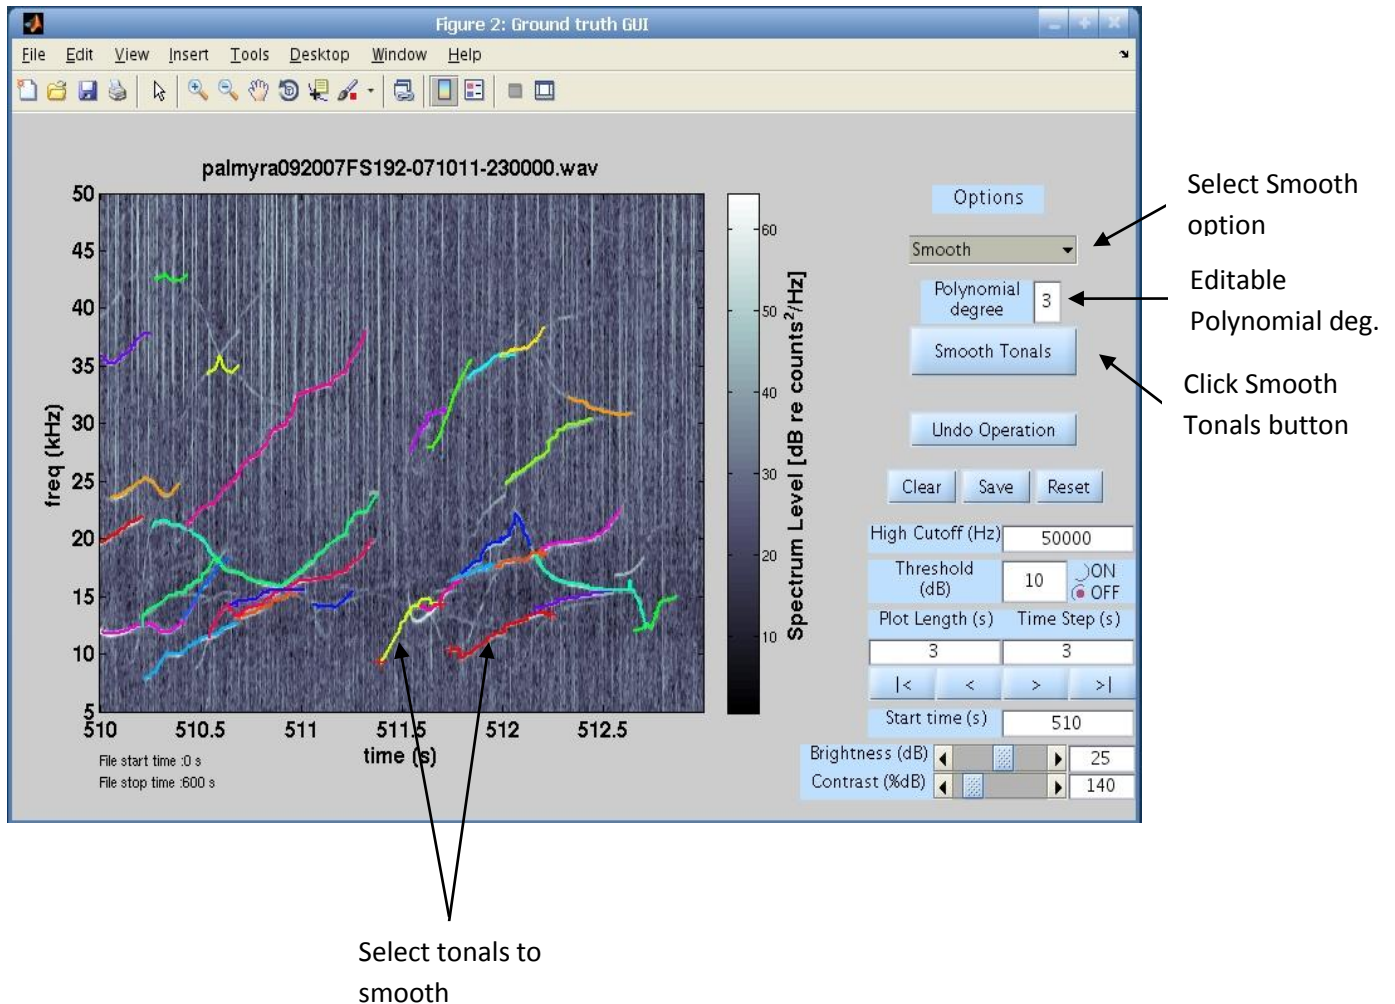 Figure 2: Ground truth GUI
File Edit View Insert Tools Desktop Window Help
palmyra092007FS192-071011-230000.wav
50
45
40
35
30
25
20
15
10
5
freq (kHz)
510 510.5 511 511.5 512 512.5
time (s)
File start time :0 s
File stop time :600 s
60
50
40
30
20
10
Spectrum Level [dB re counts²/Hz]
Options
Smooth
Polynomial
degree
3
Smooth Tonals
Undo Operation
Clear Save Reset
High Cutoff (Hz) 50000
Threshold
(dB)
10
ON
OFF
Plot Length (s) Time Step (s)
3 3
|< < > >|
Start time (s) 510
Brightness (dB) 25
Contrast (%dB) 140
Select Smooth
option
Editable
Polynomial deg.
Click Smooth
Tonals button
Select tonals to
smooth